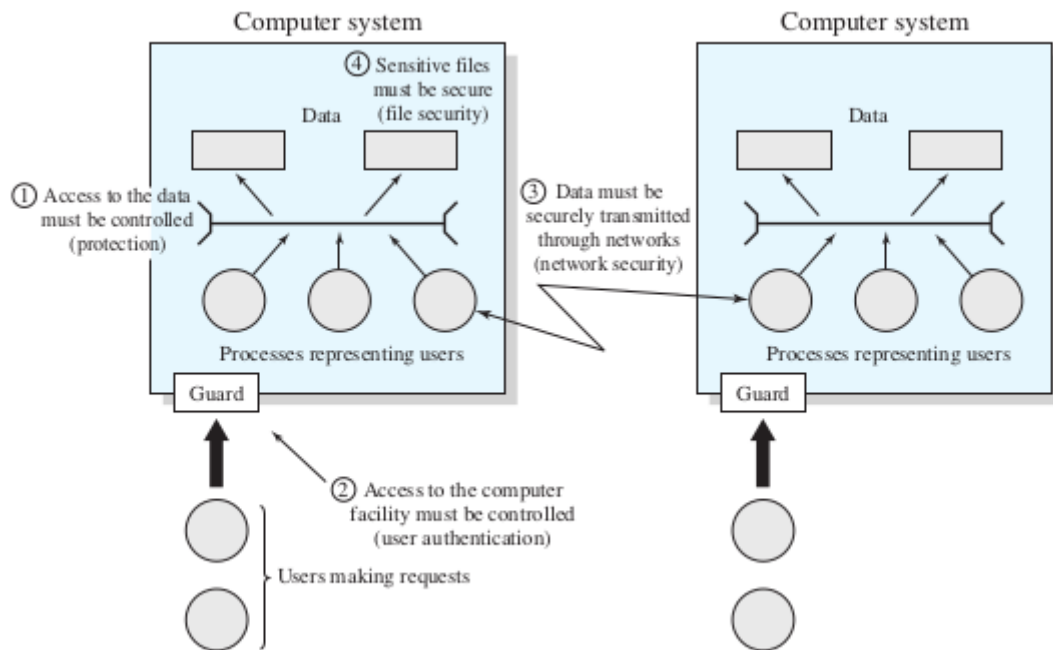 Computer system
Computer system
④ Sensitive files
must be secure
(file security)
Data
Data
① Access to the data
must be controlled
(protection)
③ Data must be
securely transmitted
through networks
(network security)
Processes representing users
Processes representing users
Guard
Guard
② Access to the computer
facility must be controlled
(user authentication)
Users making requests